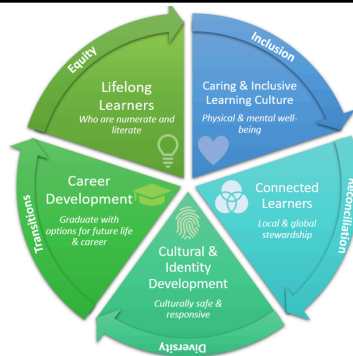 Equity
Inclusion
Lifelong
Learners
Who are numerate and
literate
Caring & Inclusive
Learning Culture
Physical & mental well-
being
Career
Development
Graduate with
options for future life
& career
Connected
Learners
Local & global
stewardship
Cultural &
Identity
Development
Culturally safe &
responsive
Transitions
Reconciliation
Diversity